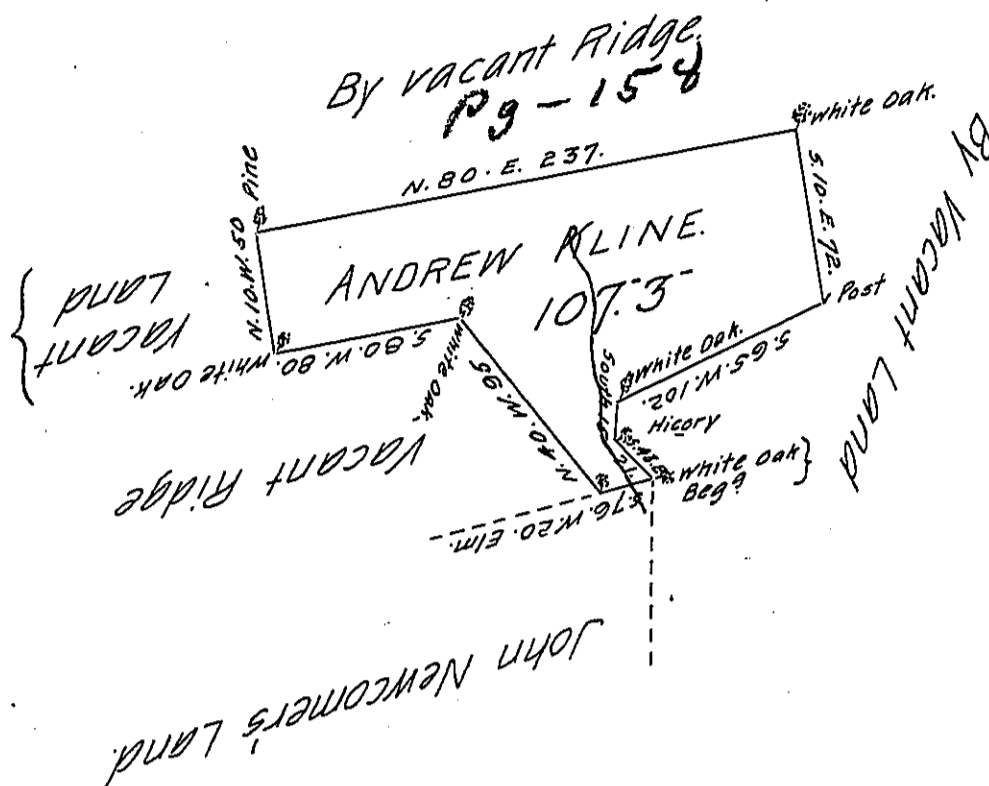 By vacant Ridge.
Pg - 158
White Oak.
N. 80. E. 237.
S. 10. E. 72.
By Vacant Land
Pine
N. 10. W. 50
ANDREW KLINE.
107.3
Vacant
Land
White Oak.
S. 80. W. 80.
White Oak.
Post
S. 65. W. 102.
White Oak.
South
Hicory
White Oak
Begg
N. 40. W. 95
S. 76. W. 20. Elm.
Vacant Ridge
John Newcomer's Land.